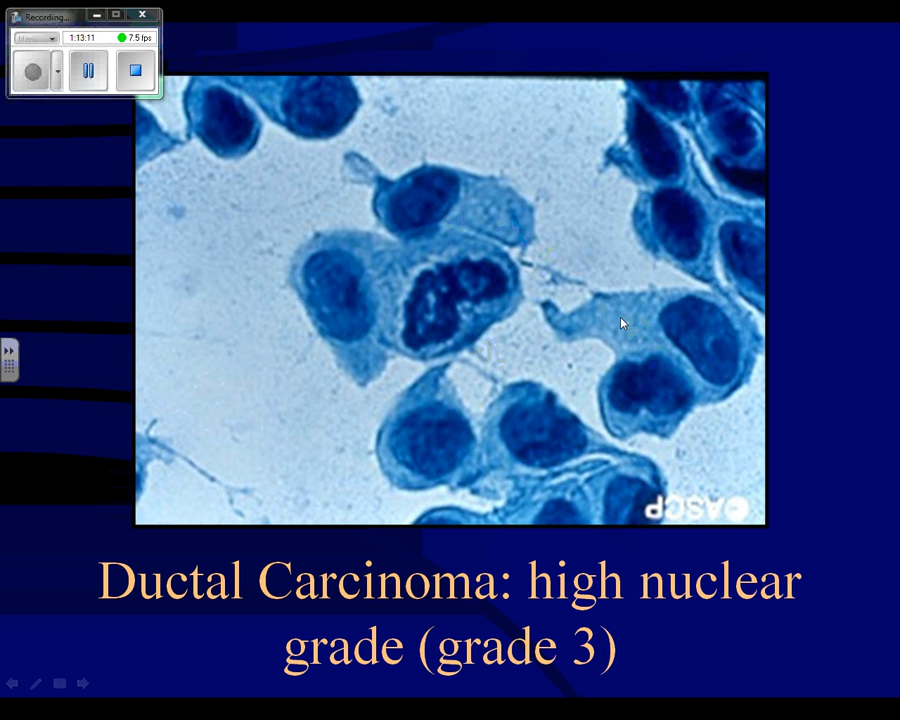 Recording...
1:13:11
7.5 fps
©ASCP
Ductal Carcinoma: high nuclear
grade (grade 3)